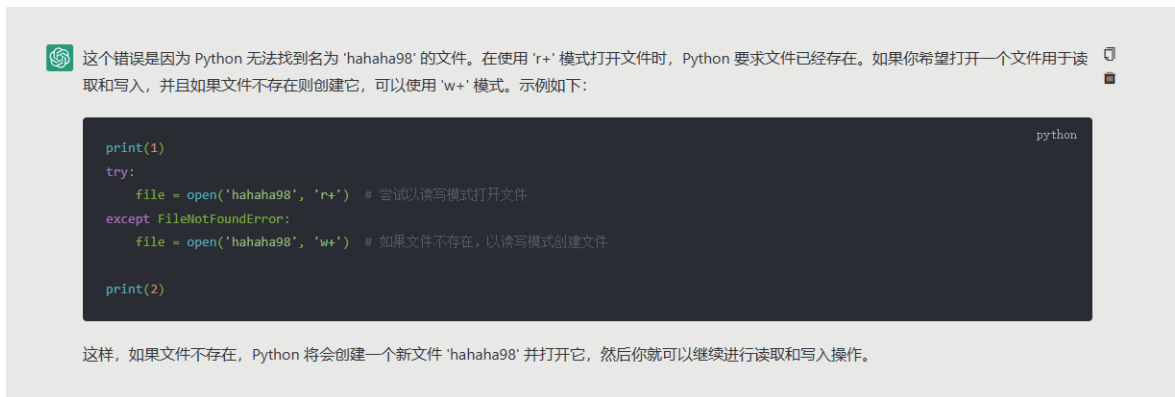 这个错误是因为 Python 无法找到名为 'hahaha98' 的文件。在使用 'r+' 模式打开文件时，Python 要求文件已经存在。如果你希望打开一个文件用于读
取和写入，并且如果文件不存在则创建它，可以使用 'w+' 模式。示例如下：
python
print(1)
try:
    file = open('hahaha98', 'r+')  # 尝试以读写模式打开文件
except FileNotFoundError:
    file = open('hahaha98', 'w+')  # 如果文件不存在，以读写模式创建文件
print(2)
这样，如果文件不存在，Python 将会创建一个新文件 'hahaha98' 并打开它，然后你就可以继续进行读取和写入操作。